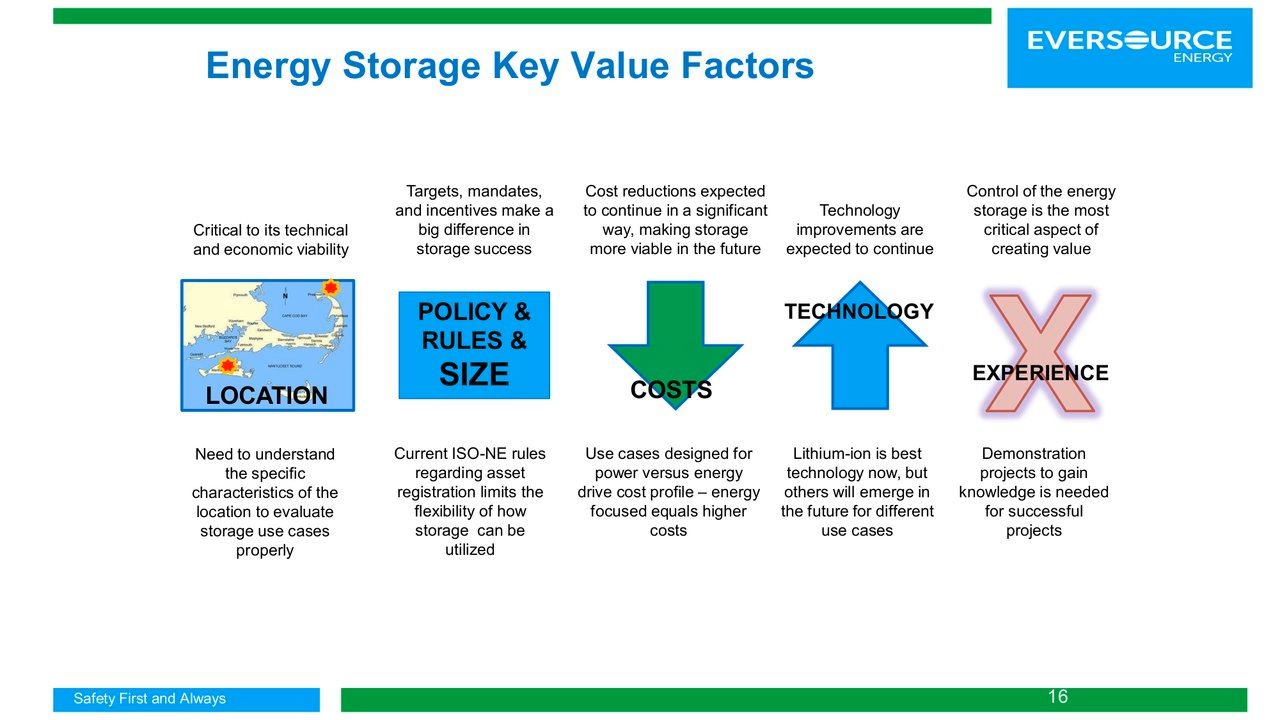 EVERSOURCE
ENERGY
Energy Storage Key Value Factors
Critical to its technical
and economic viability
Targets, mandates,
and incentives make a
big difference in
storage success
Cost reductions expected
to continue in a significant
way, making storage
more viable in the future
Technology
improvements are
expected to continue
Control of the energy
storage is the most
critical aspect of
creating value
N
CAPE COD BAY
NANTUCKET SOUND
LOCATION
POLICY &
RULES &
SIZE
COSTS
TECHNOLOGY
EXPERIENCE
Need to understand
the specific
characteristics of the
location to evaluate
storage use cases
properly
Current ISO-NE rules
regarding asset
registration limits the
flexibility of how
storage can be
utilized
Use cases designed for
power versus energy
drive cost profile – energy
focused equals higher
costs
Lithium-ion is best
technology now, but
others will emerge in
the future for different
use cases
Demonstration
projects to gain
knowledge is needed
for successful
projects
Safety First and Always
16